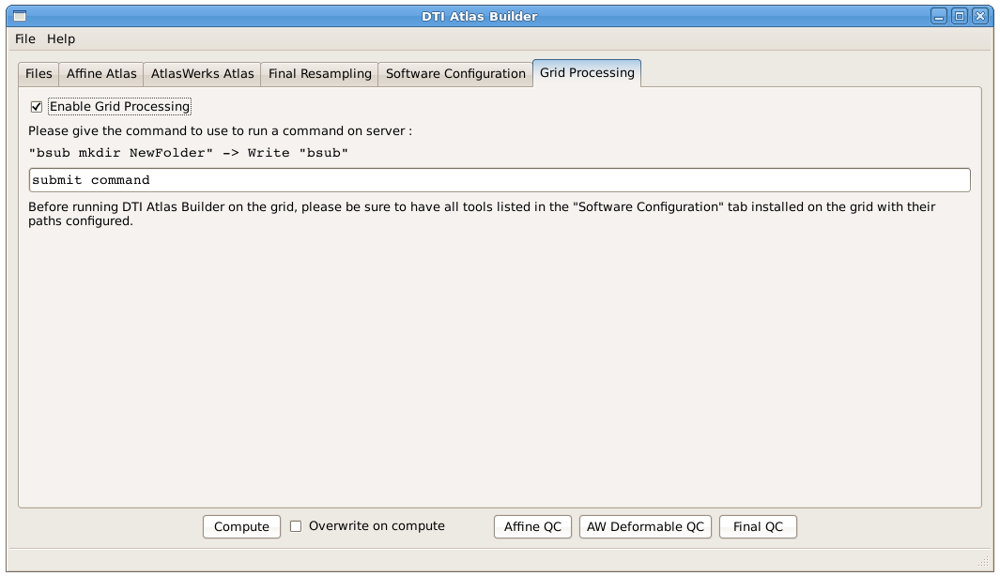 DTI Atlas Builder
File Help
Files Affine Atlas AtlasWerks Atlas Final Resampling Software Configuration Grid Processing
Enable Grid Processing
Please give the command to use to run a command on server :
"bsub mkdir NewFolder" -> Write "bsub"
submit command
Before running DTI Atlas Builder on the grid, please be sure to have all tools listed in the "Software Configuration" tab installed on the grid with their
paths configured.
Compute Overwrite on compute Affine QC AW Deformable QC Final QC